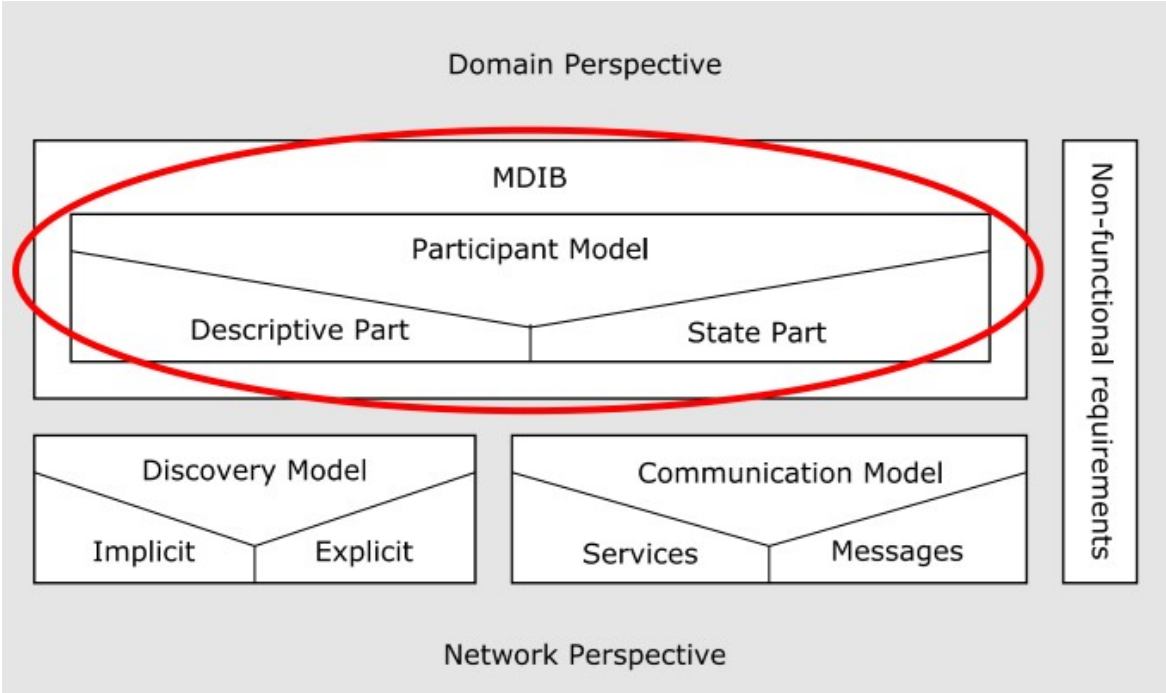 Domain Perspective
MDIB
Participant Model
Descriptive Part
State Part
Non-functional requirements
Discovery Model
Implicit
Explicit
Communication Model
Services
Messages
Network Perspective